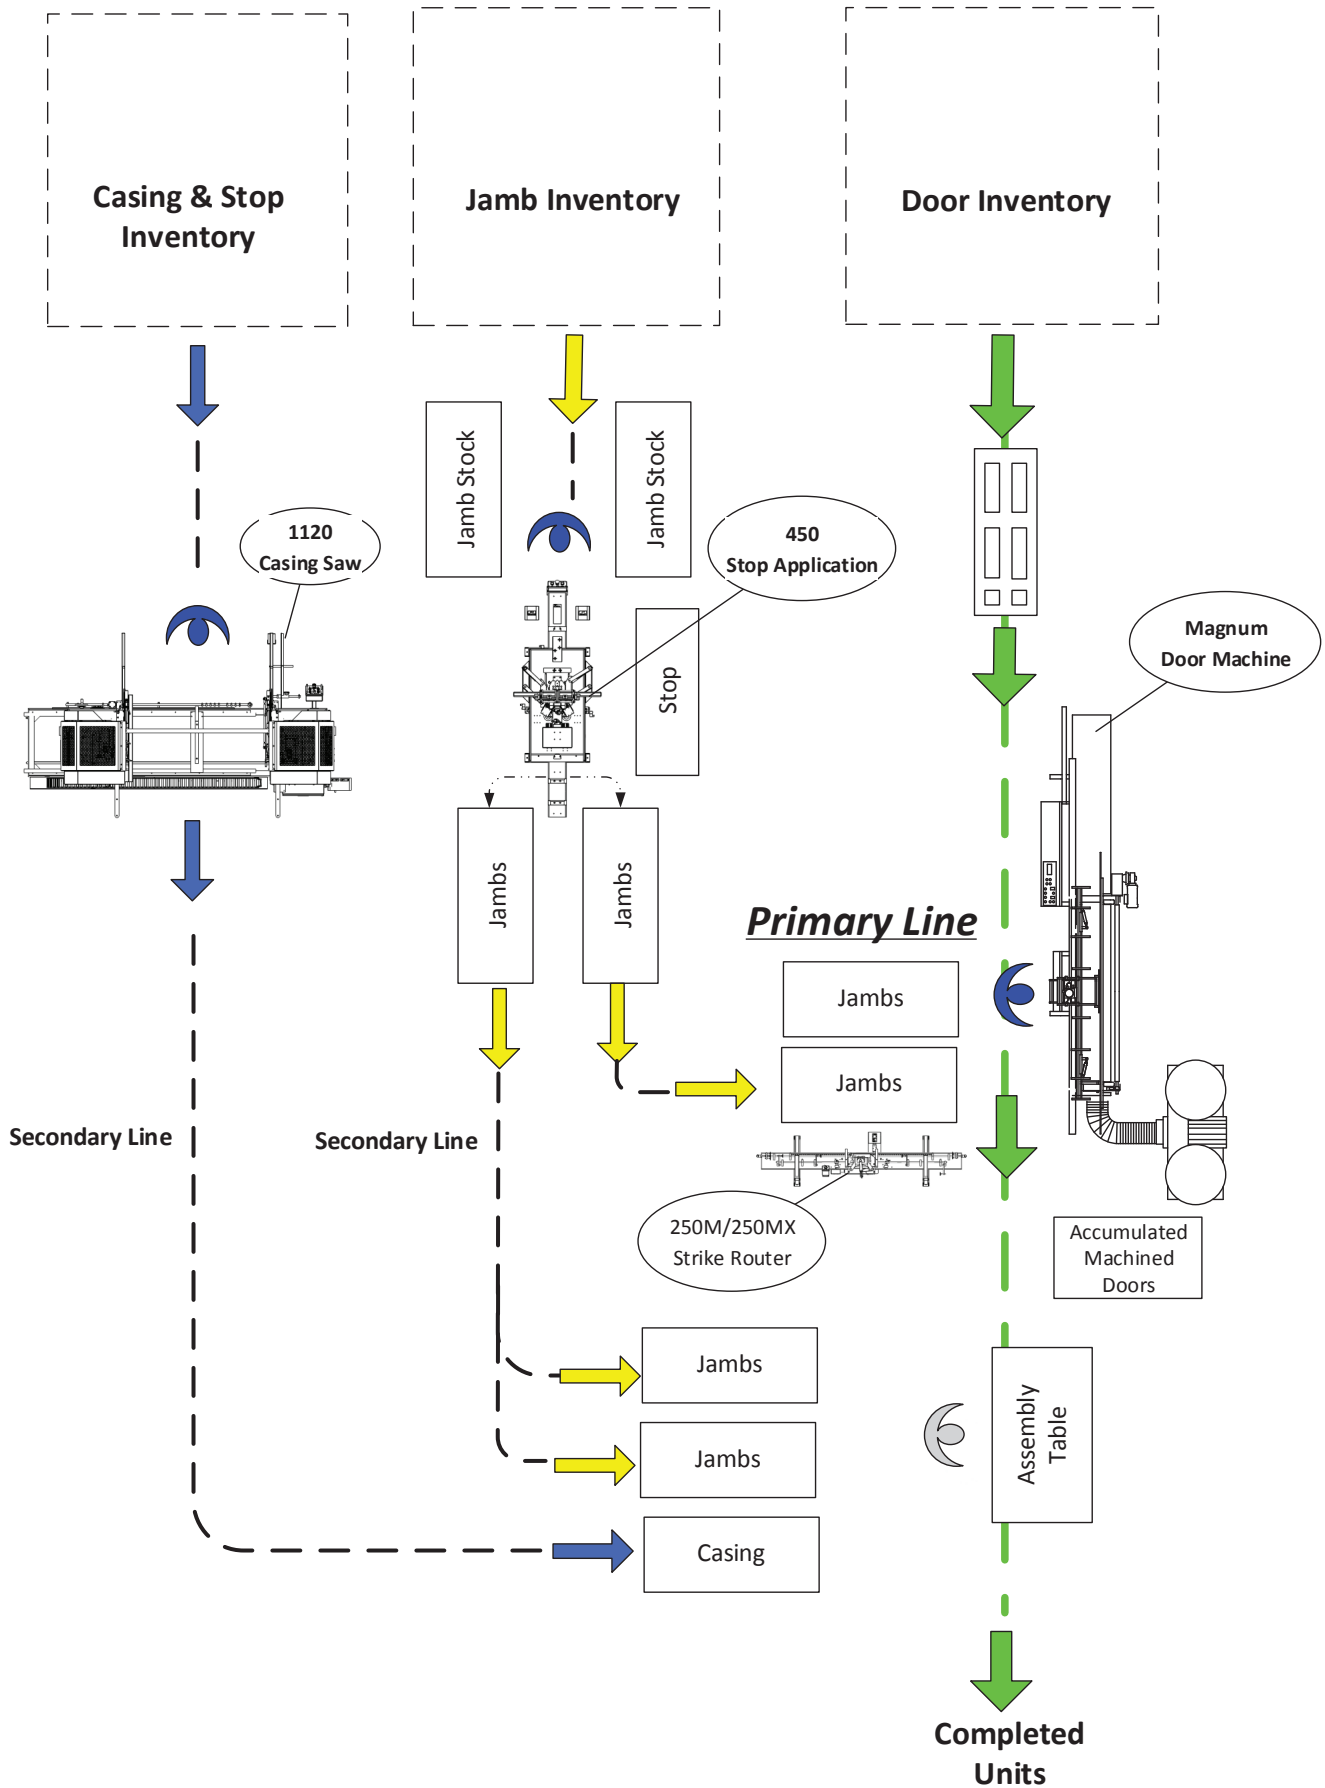 Casing & Stop
Inventory
Jamb Inventory
Door Inventory
Jamb Stock
Jamb Stock
1120
Casing Saw
450
Stop Application
Stop
Magnum
Door Machine
Jambs
Jambs
Primary Line
Jambs
Jambs
Secondary Line
Secondary Line
250M/250MX
Strike Router
Accumulated
Machined
Doors
Jambs
Jambs
Assembly
Table
Casing
Completed
Units